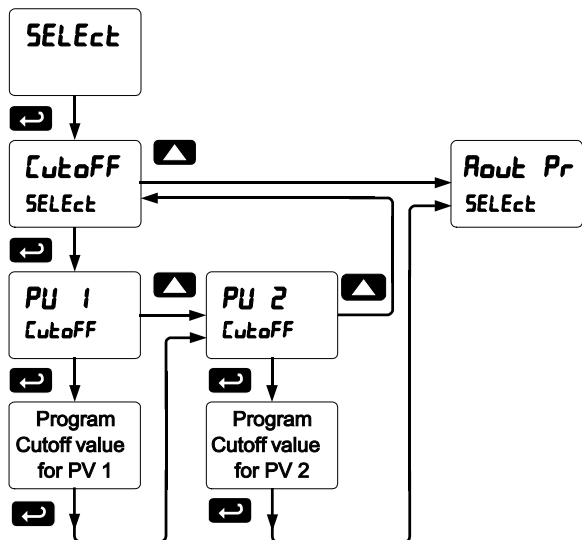 SELEct
CutoFF
SELEct
Aout Pr
SELEct
PU 1
CutoFF
PU 2
CutoFF
Program
Cutoff value
for PV 1
Program
Cutoff value
for PV 2